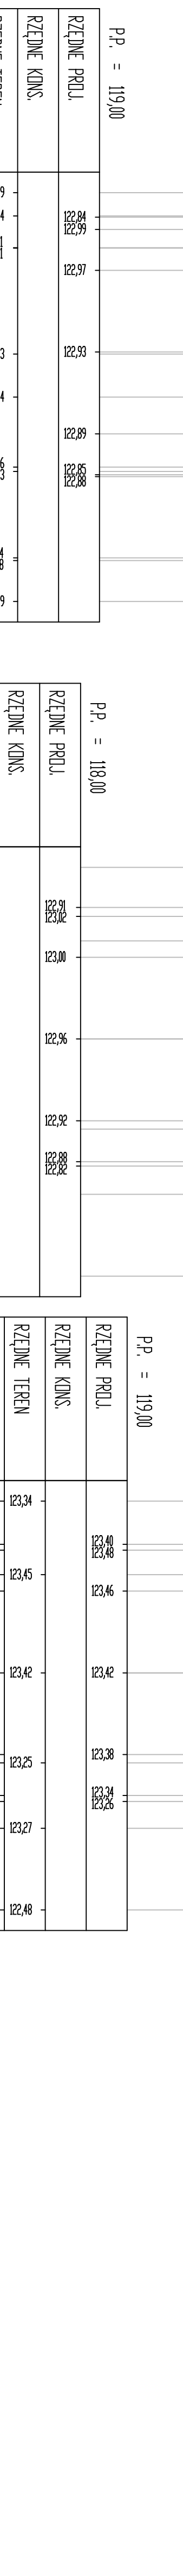 P.P. = 119,00
RZĘDNE PROJ.
122,84
122,99
122,97
122,93
122,89
122,85
122,88
RZĘDNE KONS.
P.P. = 118,00
RZĘDNE PROJ.
122,91
123,02
123,00
122,96
122,92
122,88
122,82
RZĘDNE KONS.
P.P. = 119,00
RZĘDNE PROJ.
123,40
123,48
123,46
123,42
123,38
123,34
123,26
RZĘDNE KONS.
RZĘDNE TEREN
123,34
123,45
123,42
123,25
123,27
122,48